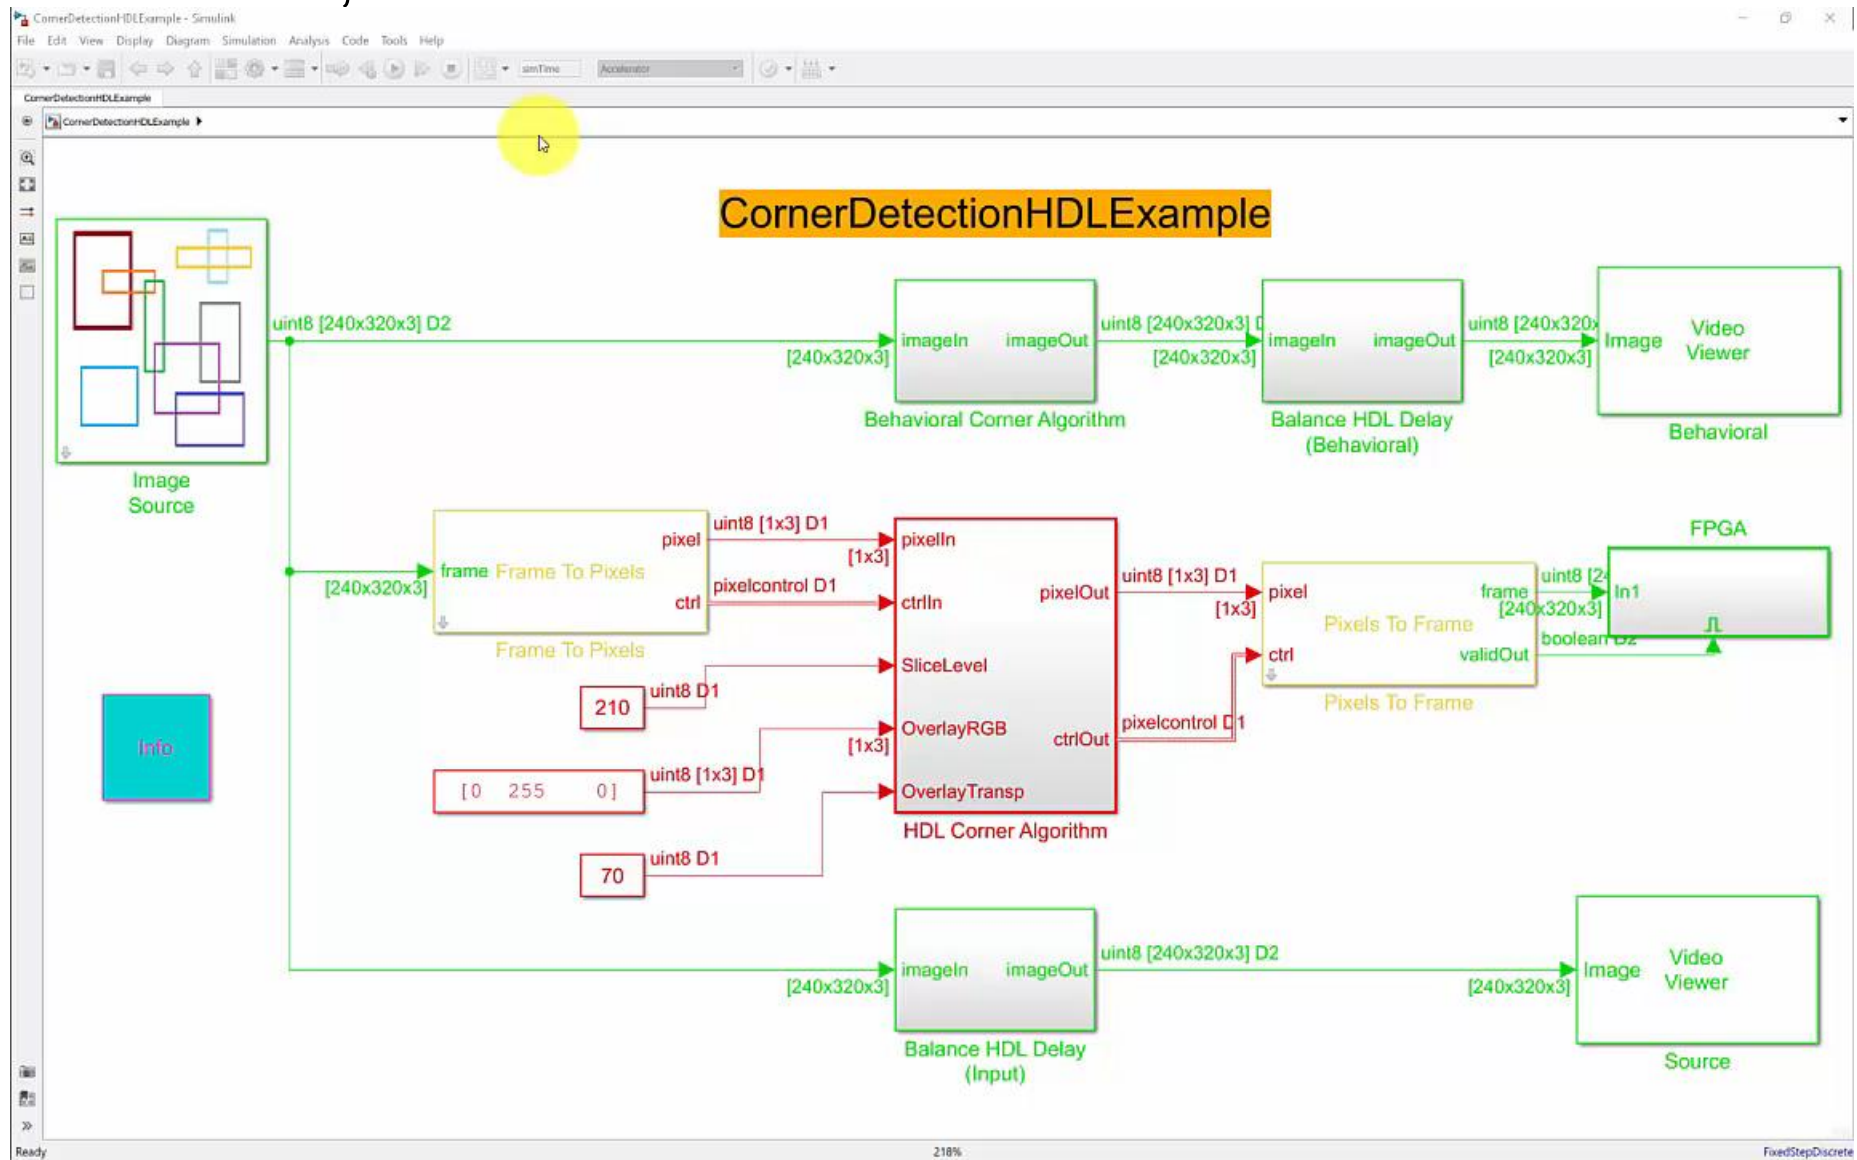 CornerDetectionHDLExample - Simulink
File Edit View Display Diagram Simulation Analysis Code Tools Help
simTime Accelerator
CornerDetectionHDLExample
CornerDetectionHDLExample
CornerDetectionHDLExample
uint8 [240x320x3] D2
[240x320x3]
imageIn imageOut
Behavioral Corner Algorithm
uint8 [240x320x3] D
[240x320x3]
imageIn imageOut
Balance HDL Delay
(Behavioral)
uint8 [240x320x
[240x320x3]
Image
Video
Viewer
Behavioral
Image
Source
[240x320x3]
frame
Frame To Pixels
pixel
ctrl
Frame To Pixels
uint8 [1x3] D1
[1x3]
pixelcontrol D1
210
uint8 D1
[0 255 0]
uint8 [1x3] D1
[1x3]
70
uint8 D1
pixelIn
ctrlIn
SliceLevel
OverlayRGB
OverlayTransp
pixelOut
ctrlOut
HDL Corner Algorithm
uint8 [1x3] D1
[1x3]
pixelcontrol D1
pixel
ctrl
Pixels To Frame
frame
validOut
Pixels To Frame
uint8 [24
[240x320x3]
boolean D2
FPGA
In1
Info
[240x320x3]
imageIn imageOut
Balance HDL Delay
(Input)
uint8 [240x320x3] D2
[240x320x3]
Image
Video
Viewer
Source
Ready
218%
FixedStepDiscrete